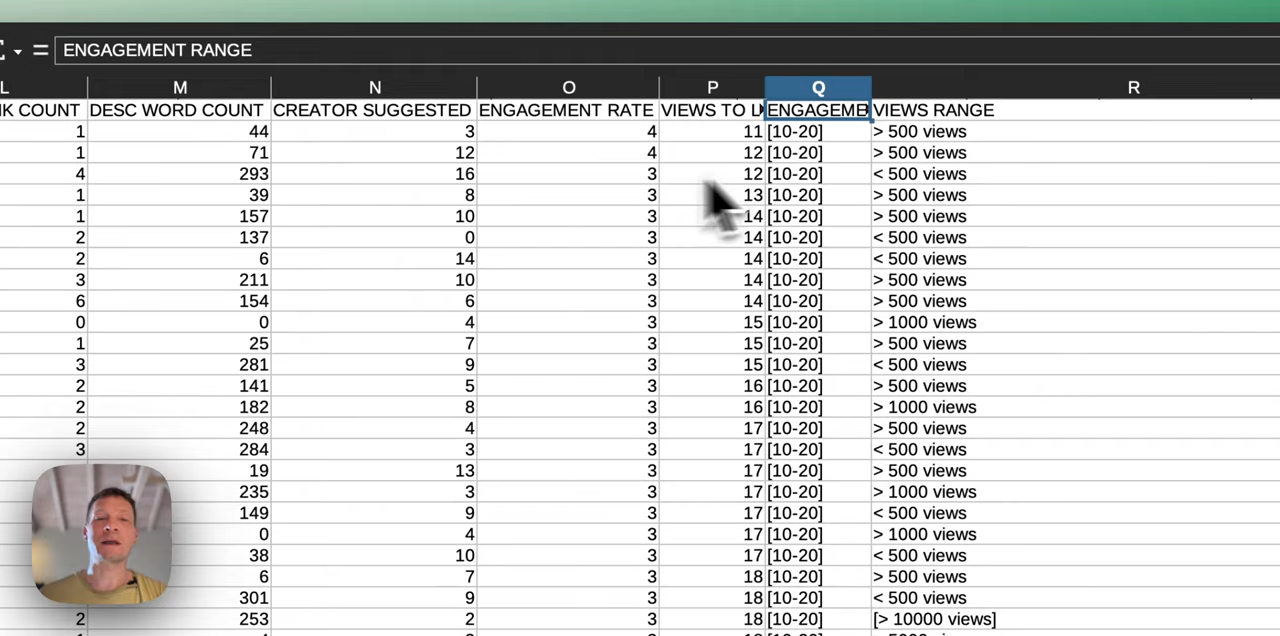 = ENGAGEMENT RANGE
L M N O P Q R
NK COUNT DESC WORD COUNT CREATOR SUGGESTED ENGAGEMENT RATE VIEWS TO ENGAGEME VIEWS RANGE
1 44 3 4 11 [10-20] > 500 views
1 71 12 4 12 [10-20] > 500 views
4 293 16 3 12 [10-20] < 500 views
1 39 8 3 13 [10-20] > 500 views
1 157 10 3 14 [10-20] > 500 views
2 137 0 3 14 [10-20] < 500 views
2 6 14 3 14 [10-20] < 500 views
3 211 10 3 14 [10-20] > 500 views
6 154 6 3 14 [10-20] > 500 views
0 0 4 3 15 [10-20] > 1000 views
1 25 7 3 15 [10-20] > 500 views
3 281 9 3 15 [10-20] < 500 views
2 141 5 3 16 [10-20] > 500 views
2 182 8 3 16 [10-20] > 1000 views
2 248 4 3 17 [10-20] > 500 views
3 284 3 3 17 [10-20] < 500 views
19 13 3 17 [10-20] > 500 views
235 3 3 17 [10-20] > 1000 views
149 9 3 17 [10-20] < 500 views
0 4 3 17 [10-20] > 1000 views
38 10 3 17 [10-20] < 500 views
6 7 3 18 [10-20] > 500 views
301 9 3 18 [10-20] < 500 views
2 253 2 3 18 [10-20] [> 10000 views]